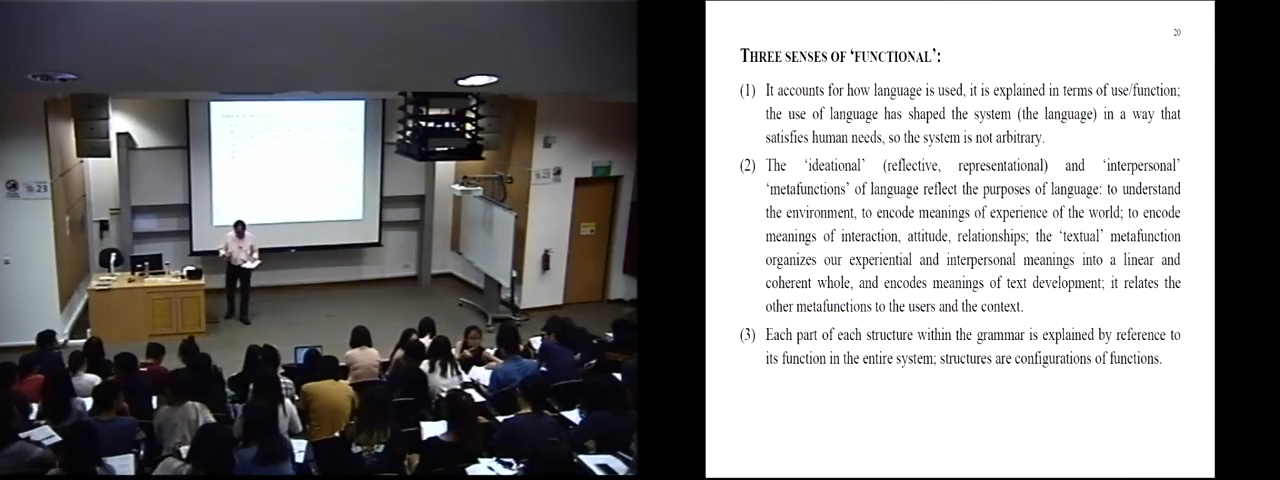 20
THREE SENSES OF ‘FUNCTIONAL’:
(1) It accounts for how language is used, it is explained in terms of use/function;
the use of language has shaped the system (the language) in a way that
satisfies human needs, so the system is not arbitrary.
(2) The ‘ideational’ (reflective, representational) and ‘interpersonal’
‘metafunctions’ of language reflect the purposes of language: to understand
the environment, to encode meanings of experience of the world; to encode
meanings of interaction, attitude, relationships; the ‘textual’ metafunction
organizes our experiential and interpersonal meanings into a linear and
coherent whole, and encodes meanings of text development; it relates the
other metafunctions to the users and the context.
(3) Each part of each structure within the grammar is explained by reference to
its function in the entire system; structures are configurations of functions.